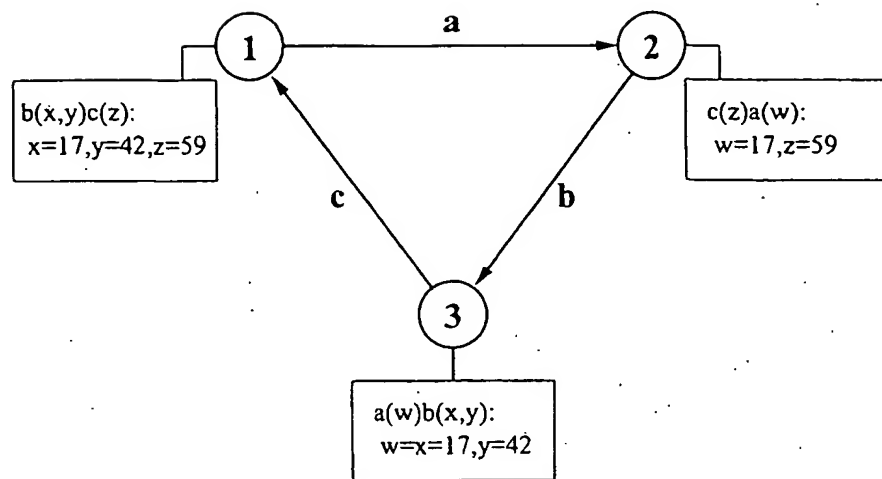 1
a
2
b(x,y)c(z):
x=17,y=42,z=59
c(z)a(w):
w=17,z=59
c
b
3
a(w)b(x,y):
w=x=17,y=42